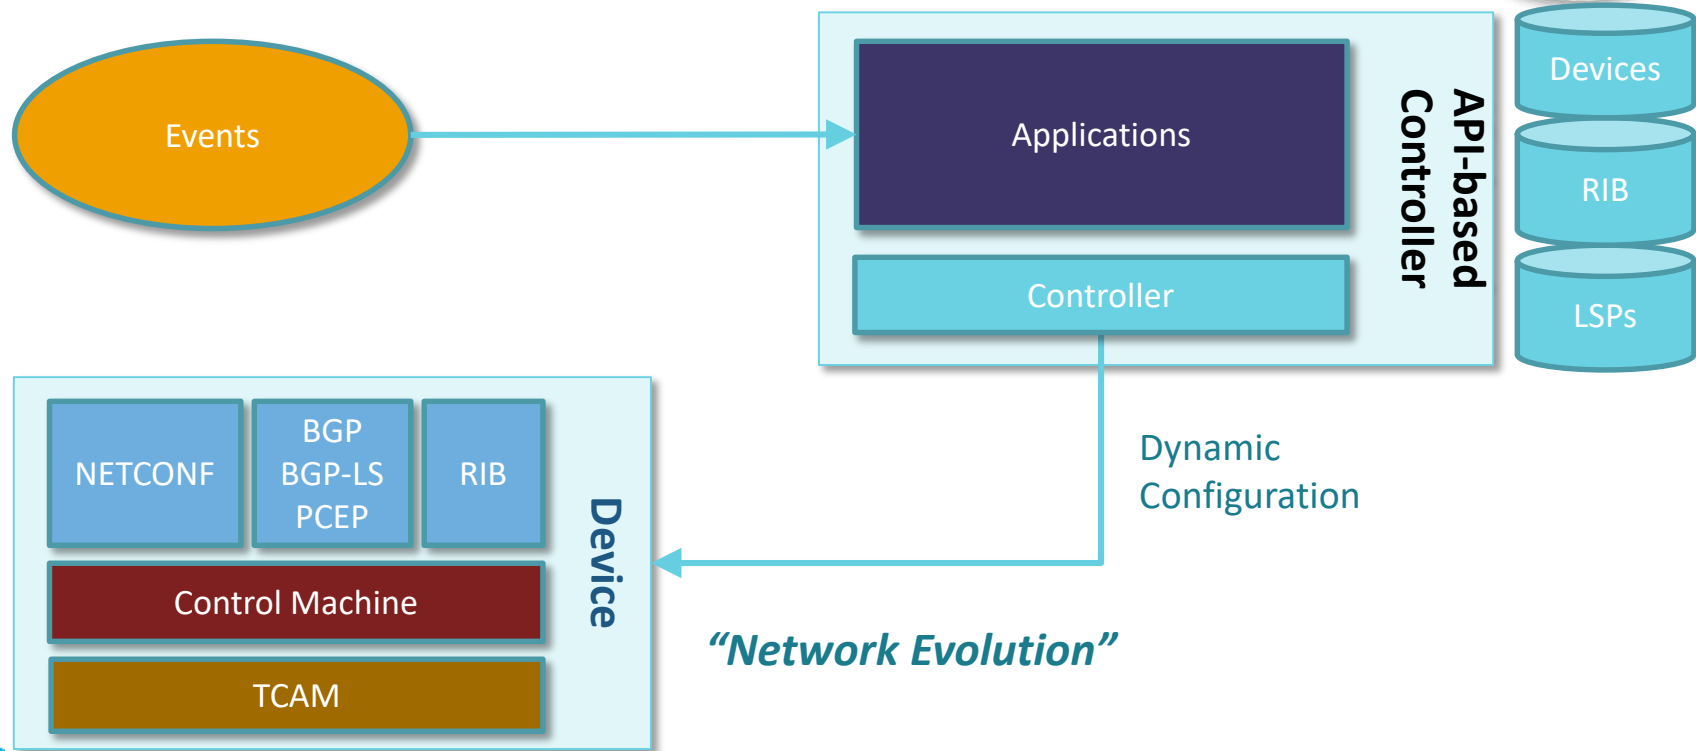 Events
Applications
Controller
API-based
Controller
Devices
RIB
LSPs
NETCONF
BGP
BGP-LS
PCEP
RIB
Control Machine
TCAM
Device
Dynamic
Configuration
“Network Evolution”